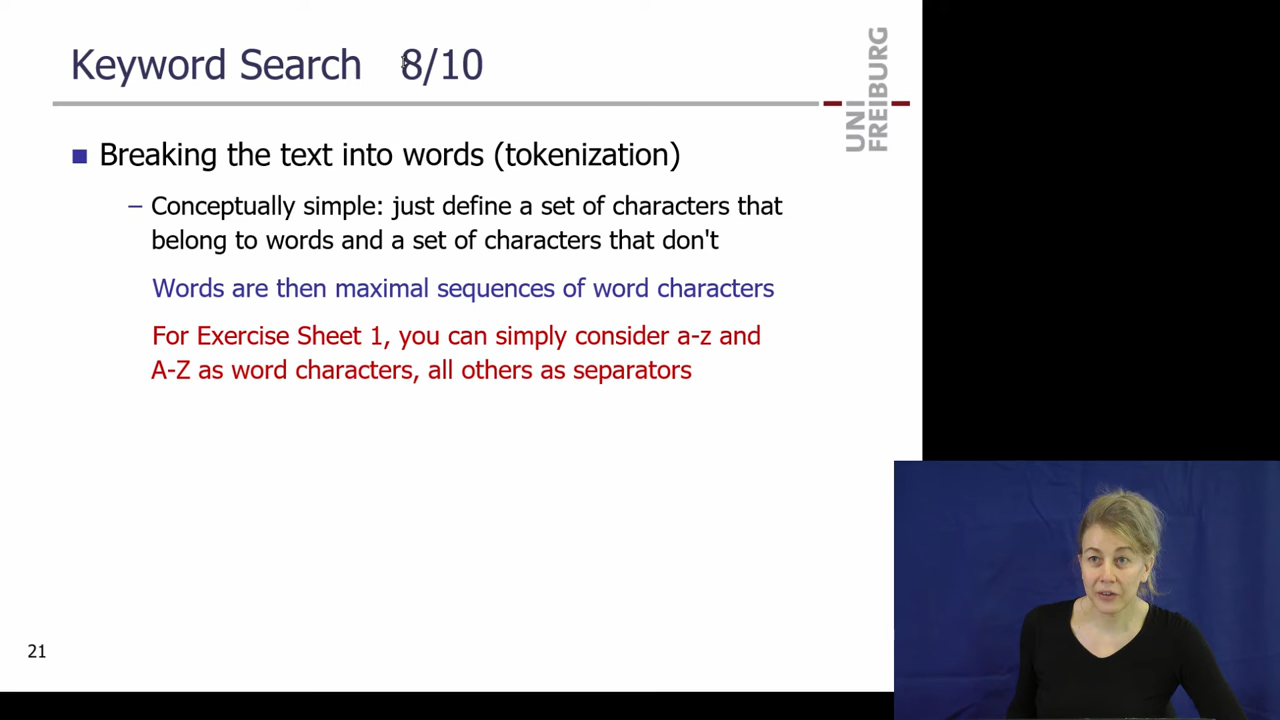 Keyword Search 8/10
UNI
FREIBURG
■ Breaking the text into words (tokenization)
– Conceptually simple: just define a set of characters that
belong to words and a set of characters that don't
Words are then maximal sequences of word characters
For Exercise Sheet 1, you can simply consider a-z and
A-Z as word characters, all others as separators
21